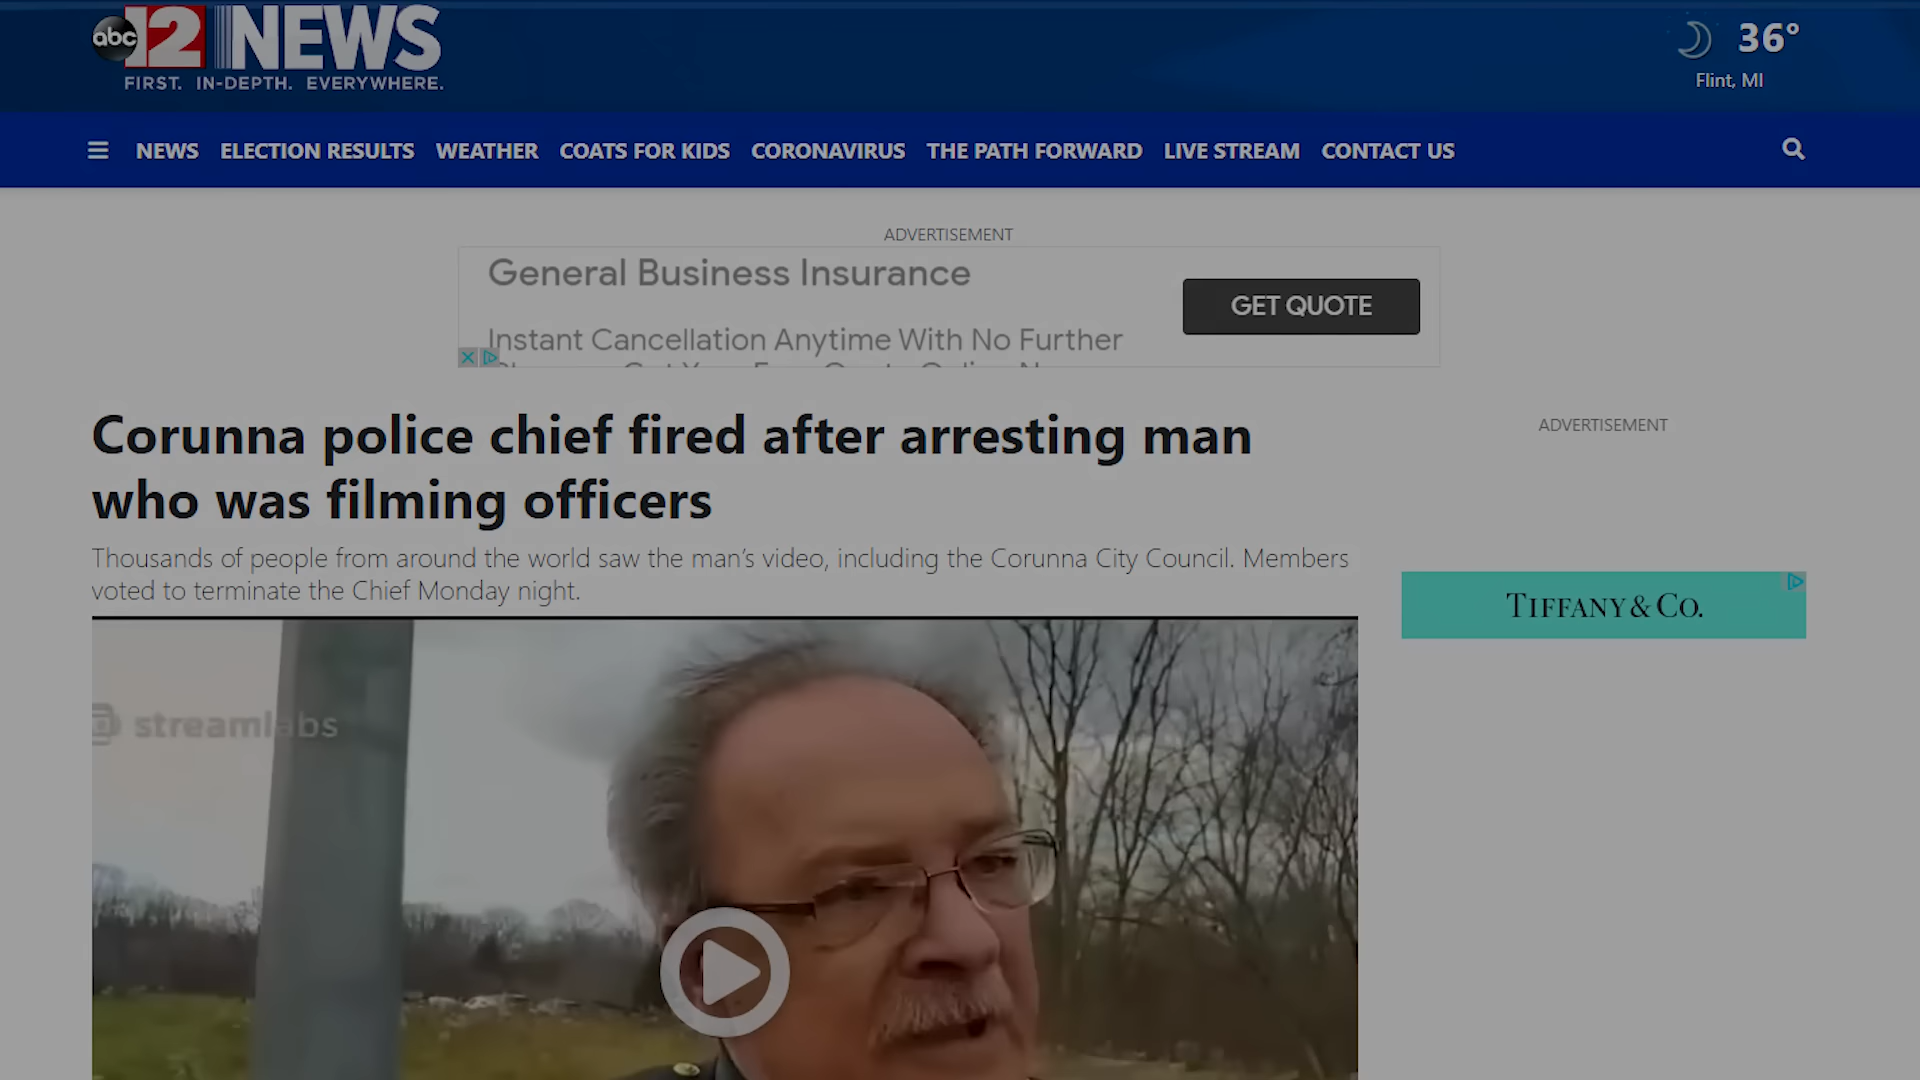 abc 12 NEWS
FIRST. IN-DEPTH. EVERYWHERE.
36°
Flint, MI
NEWS ELECTION RESULTS WEATHER COATS FOR KIDS CORONAVIRUS THE PATH FORWARD LIVE STREAM CONTACT US
ADVERTISEMENT
General Business Insurance
Instant Cancellation Anytime With No Further
GET QUOTE
Corunna police chief fired after arresting man
who was filming officers
ADVERTISEMENT
Thousands of people from around the world saw the man’s video, including the Corunna City Council. Members
voted to terminate the Chief Monday night.
TIFFANY & CO.
streamlabs